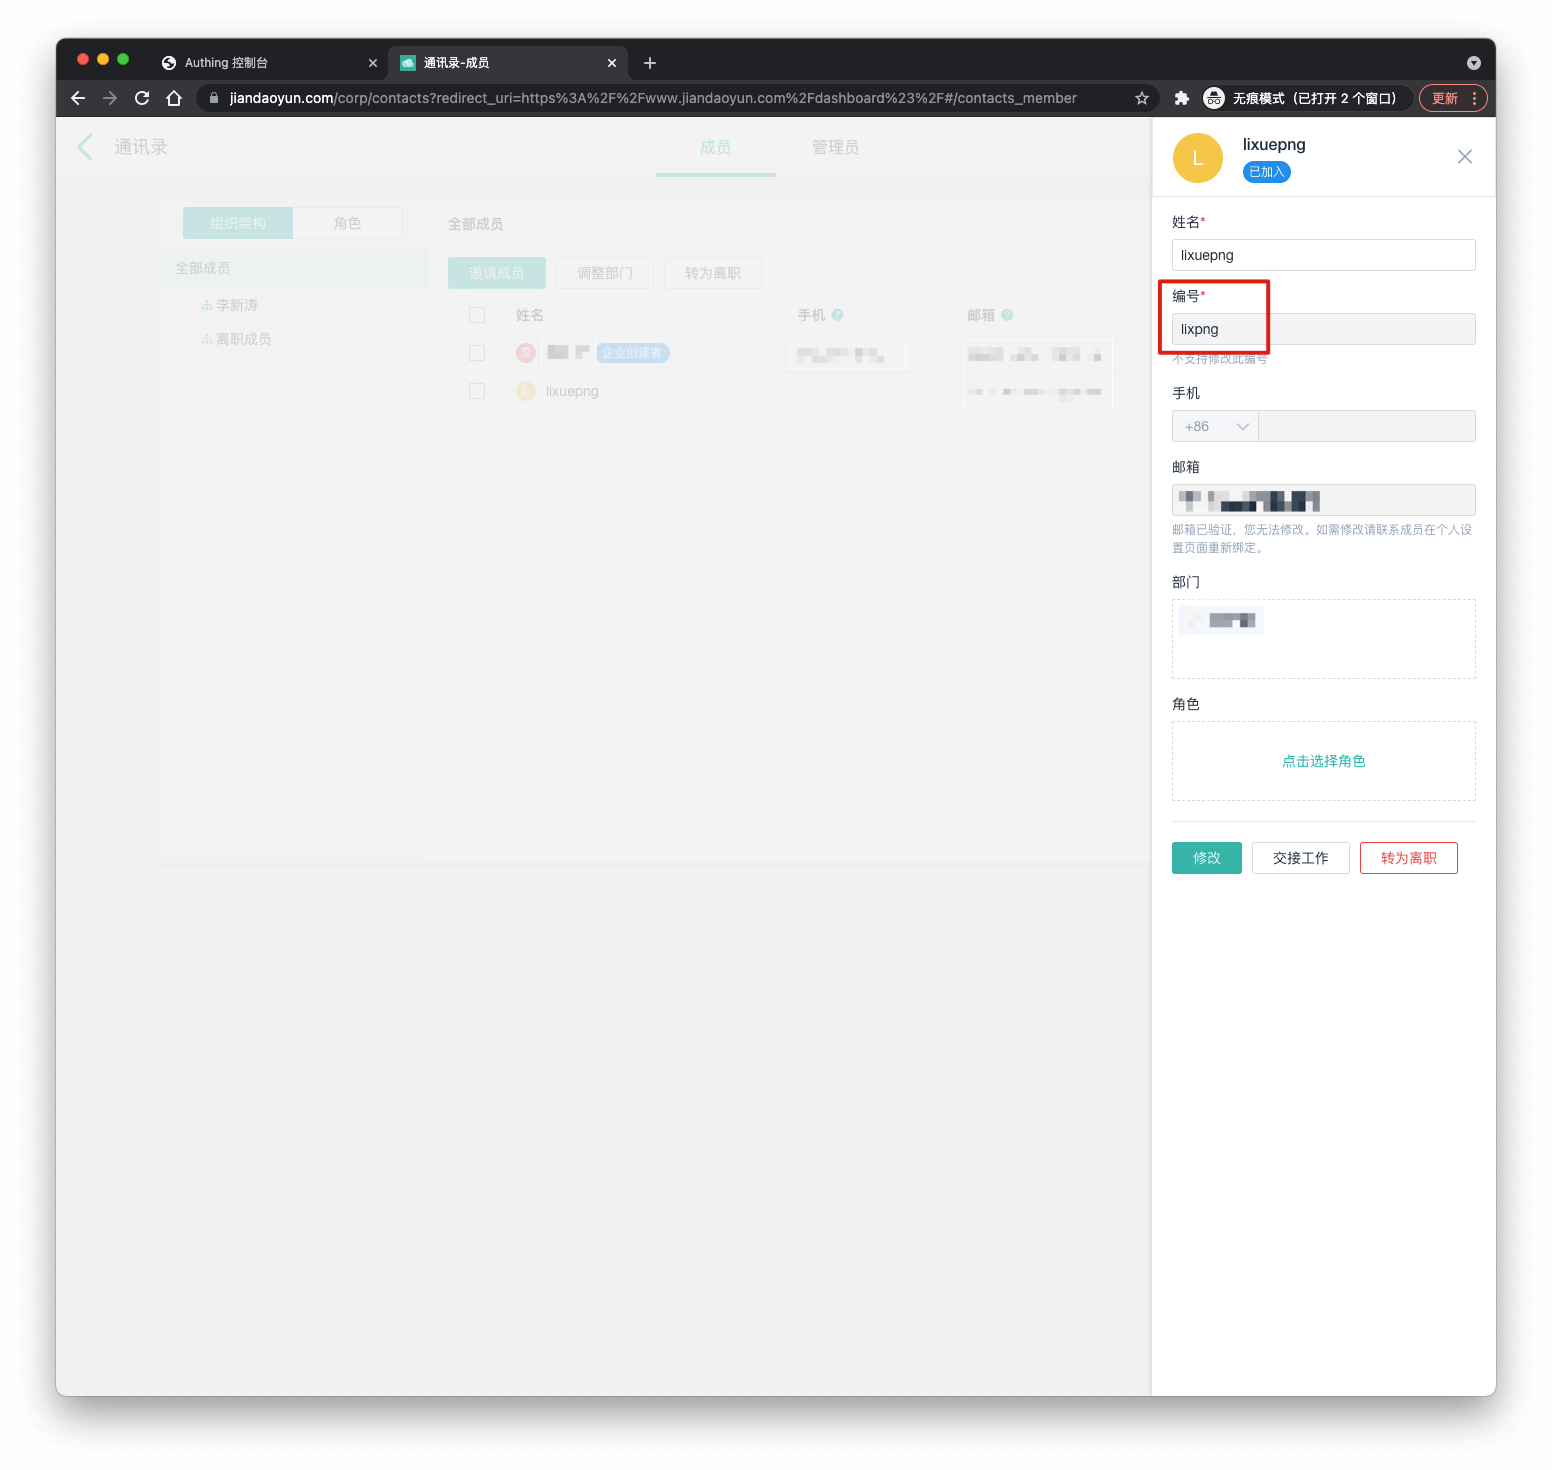 Authing 控制台
通讯录-成员
jiandaoyun.com/corp/contacts?redirect_uri=https%3A%2F%2Fwww.jiandaoyun.com%2Fdashboard%23%2F#/contacts_member
无痕模式（已打开 2 个窗口）
更新
通讯录
成员
管理员
组织架构
角色
全部成员
李新涛
离职成员
全部成员
邀请成员
调整部门
转为离职
姓名
手机 ?
邮箱 ?
李
企业创建者
L
lixuepng
L
lixuepng
已加入
姓名*
lixuepng
编号*
lixpng
不支持修改此编号
手机
+86
邮箱
邮箱已验证，您无法修改。如需修改请联系成员在个人设
置页面重新绑定。
部门
角色
点击选择角色
修改
交接工作
转为离职